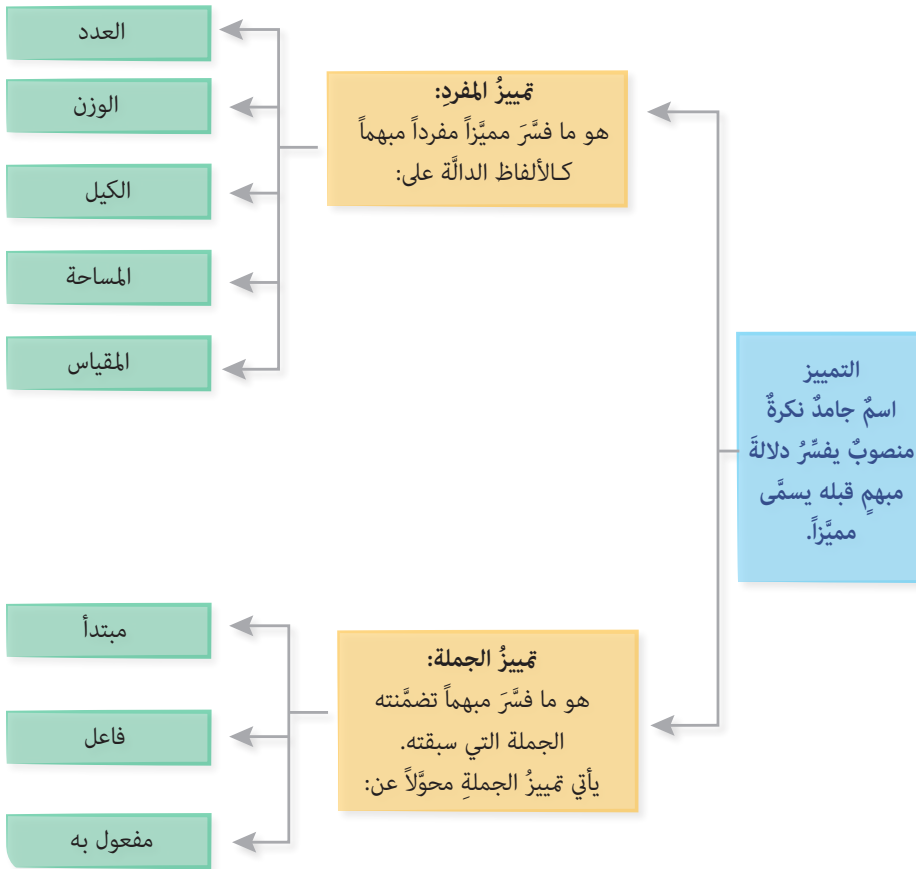 التمييز
اسمٌ جامدٌ نكرةٌ
منصوبٌ يفسِّرُ دلالةَ
مبهمٍ قبله يسمَّى
مميَّزاً.
تمييزُ المفردِ:
هو ما فسَّرَ مميَّزاً مفرداً مبهماً
كالألفاظ الدالَّة على:
العدد
الوزن
الكيل
المساحة
المقياس
تمييزُ الجملة:
هو ما فسَّرَ مبهماً تضمَّنته
الجملة التي سبقته.
يأتي تمييزُ الجملةِ محوَّلاً عن:
مبتدأ
فاعل
مفعول به